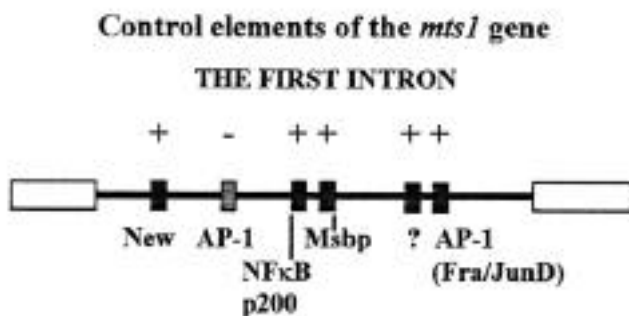 Control elements of the mts1 gene
THE FIRST INTRON
+ - + + + +
New AP-1 Msbp ? AP-1
NFκB (Fra/JunD)
p200